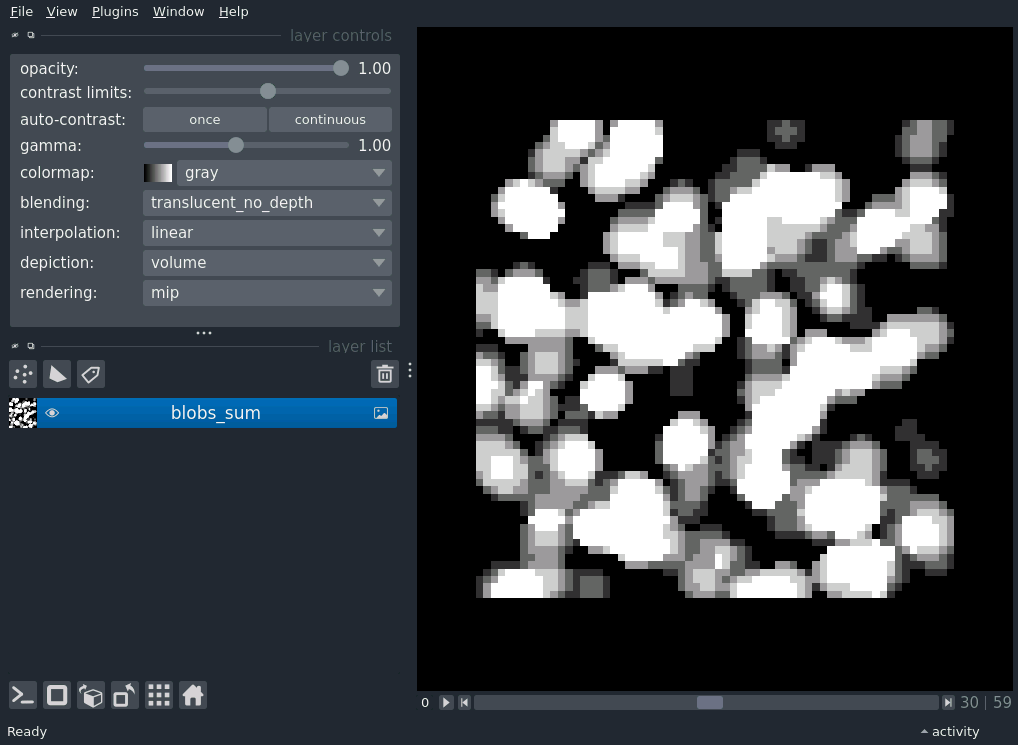 File View Plugins Window Help
layer controls
opacity: 1.00
contrast limits:
auto-contrast: once continuous
gamma: 1.00
colormap: gray
blending: translucent_no_depth
interpolation: linear
depiction: volume
rendering: mip
layer list
blobs_sum
0 30 | 59
Ready activity